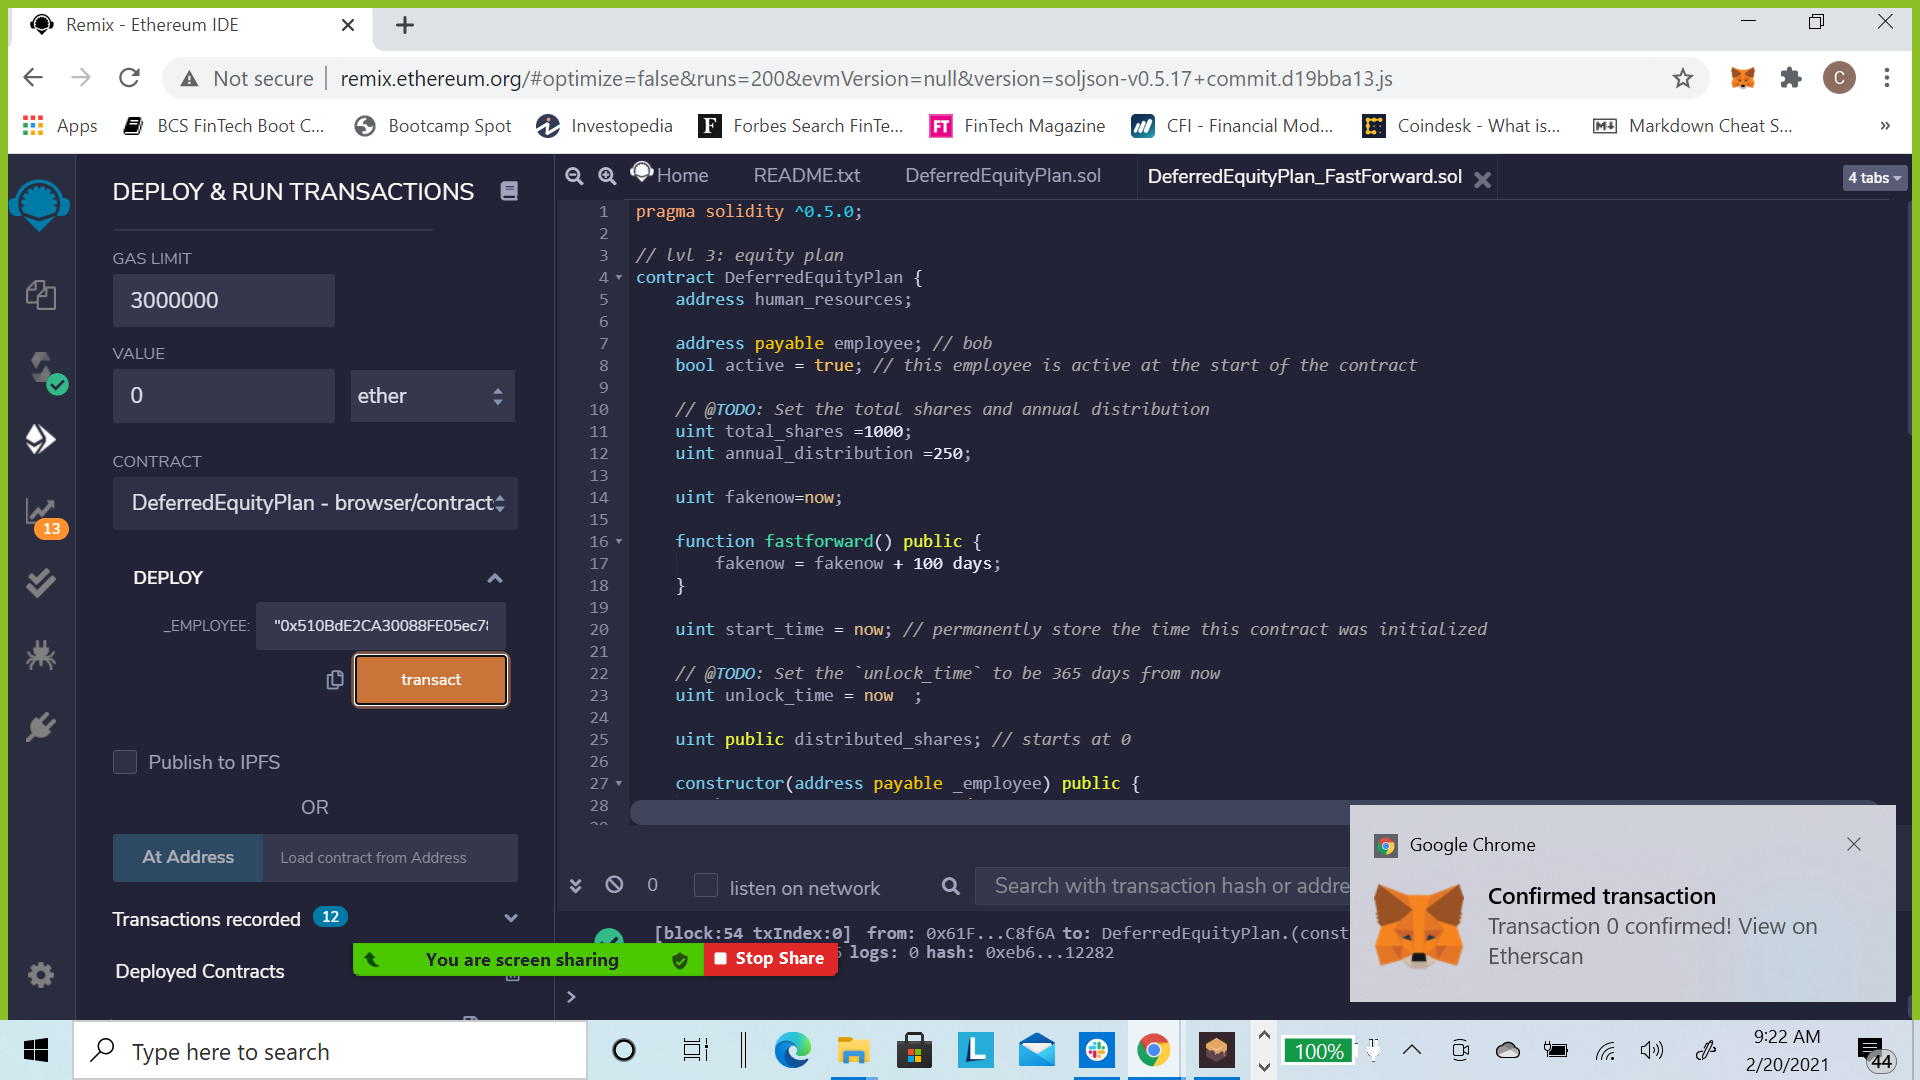 Remix - Ethereum IDE
Not secure | remix.ethereum.org/#optimize=false&runs=200&evmVersion=null&version=soljson-v0.5.17+commit.d19bba13.js
C
Apps
BCS FinTech Boot C...
Bootcamp Spot
Investopedia
F
Forbes Search FinTe...
FT
FinTech Magazine
CFI - Financial Mod...
Coindesk - What is...
Markdown Cheat S...
»
DEPLOY & RUN TRANSACTIONS
GAS LIMIT
3000000
VALUE
0
ether
CONTRACT
DeferredEquityPlan - browser/contract
13
DEPLOY
_EMPLOYEE:
"0x510BdE2CA30088FE05ec7
transact
Publish to IPFS
OR
At Address
Load contract from Address
Transactions recorded 12
Deployed Contracts
Home
README.txt
DeferredEquityPlan.sol
DeferredEquityPlan_FastForward.sol
4 tabs
1 pragma solidity ^0.5.0;
2
3 // lvl 3: equity plan
4 contract DeferredEquityPlan {
5 address human_resources;
6
7 address payable employee; // bob
8 bool active = true; // this employee is active at the start of the contract
9
10 // @TODO: Set the total shares and annual distribution
11 uint total_shares =1000;
12 uint annual_distribution =250;
13
14 uint fakenow=now;
15
16 function fastforward() public {
17 fakenow = fakenow + 100 days;
18 }
19
20 uint start_time = now; // permanently store the time this contract was initialized
21
22 // @TODO: Set the `unlock_time` to be 365 days from now
23 uint unlock_time = now ;
24
25 uint public distributed_shares; // starts at 0
26
27 constructor(address payable _employee) public {
28
0
listen on network
Search with transaction hash or addre
[block:54 txIndex:0] from: 0x61F...C8f6A to: DeferredEquityPlan.(const
logs: 0 hash: 0xeb6...12282
>
You are screen sharing
Stop Share
Google Chrome
Confirmed transaction
Transaction 0 confirmed! View on
Etherscan
Type here to search
L
100%
9:22 AM
2/20/2021
44